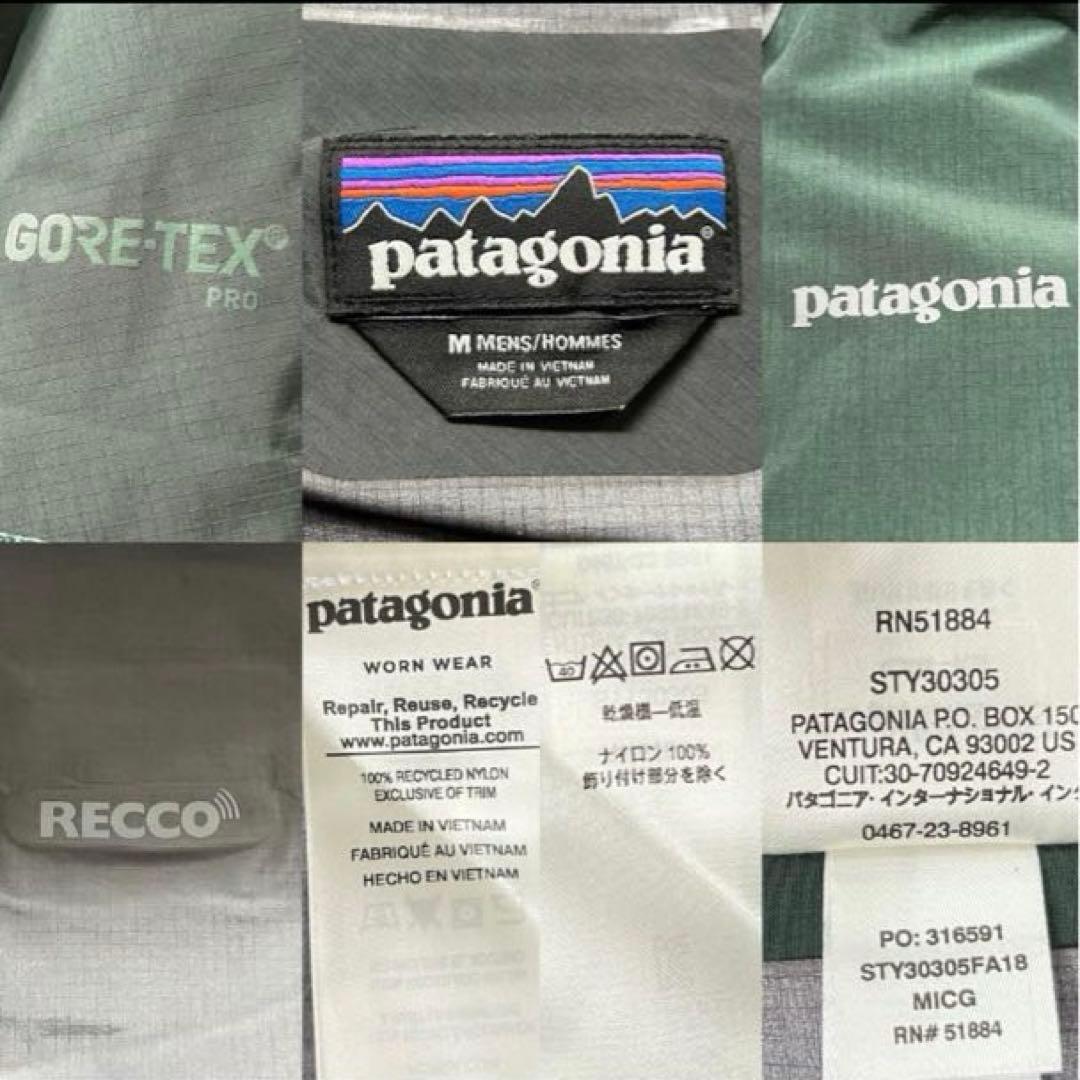 GORE-TEX®
PRO
patagonia®
M MENS/HOMMES
MADE IN VIETNAM
FABRIQUÉ AU VIETNAM
patagonia
RECCO
patagonia®
WORN WEAR
Repair, Reuse, Recycle
This Product
www.patagonia.com
100% RECYCLED NYLON
EXCLUSIVE OF TRIM
MADE IN VIETNAM
FABRIQUÉ AU VIETNAM
HECHO EN VIETNAM
40
乾燥機—低温
ナイロン 100%
飾り付け部分を除く
RN51884
STY30305
PATAGONIA P.O. BOX 150
VENTURA, CA 93002 US
CUIT:30-70924649-2
パタゴニア・インターナショナル・イン
0467-23-8961
PO: 316591
STY30305FA18
MICG
RN# 51884